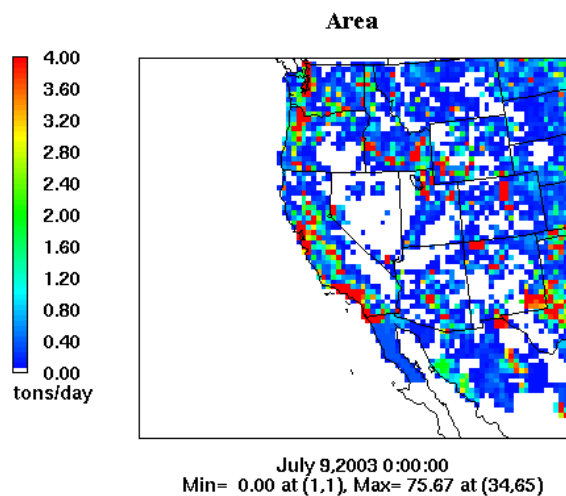 Area
4.00
3.60
3.20
2.80
2.40
2.00
1.60
1.20
0.80
0.40
0.00
tons/day
July 9,2003 0:00:00
Min= 0.00 at (1,1), Max= 75.67 at (34,65)